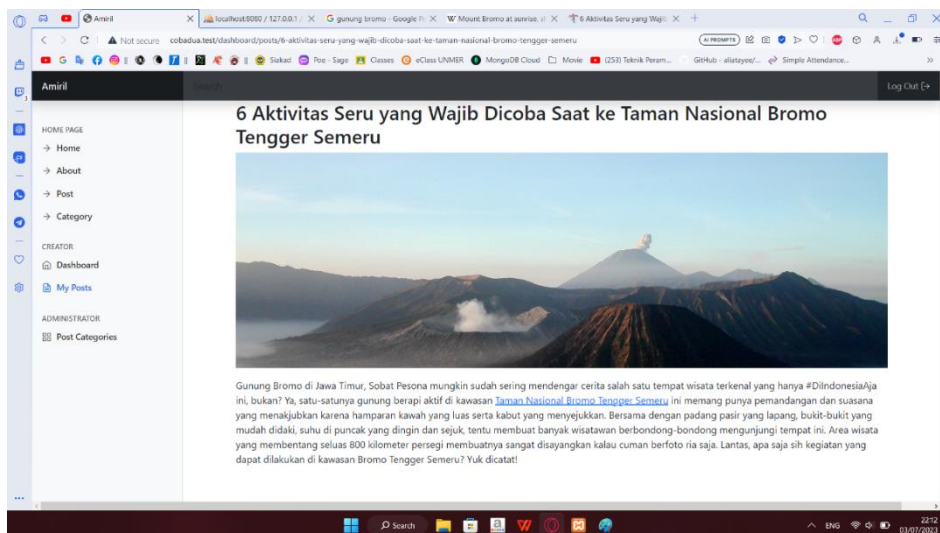 Amiril
localhost:8080 / 127.0.0.1 /
G gunung bromo - Google Pe
W Mount Bromo at sunrise, sh
6 Aktivitas Seru yang Wajib
Not secure cobadua.test/dashboard/posts/6-aktivitas-seru-yang-wajib-dicoba-saat-ke-taman-nasional-bromo-tengger-semeru
AI PROMPTS
Siakad Poe - Sage Classes eClass UNMER MongoDB Cloud Movie (253) Teknik Peram... GitHub - aliatayee/... Simple Attendance...
Amiril Search Log Out
HOME PAGE
Home
About
Post
Category
CREATOR
Dashboard
My Posts
ADMINISTRATOR
Post Categories
6 Aktivitas Seru yang Wajib Dicoba Saat ke Taman Nasional Bromo
Tengger Semeru
Gunung Bromo di Jawa Timur, Sobat Pesona mungkin sudah sering mendengar cerita salah satu tempat wisata terkenal yang hanya #DiIndonesiaAja
ini, bukan? Ya, satu-satunya gunung berapi aktif di kawasan Taman Nasional Bromo Tengger Semeru ini memang punya pemandangan dan suasana
yang menakjubkan karena hamparan kawah yang luas serta kabut yang menyejukkan. Bersama dengan padang pasir yang lapang, bukit-bukit yang
mudah didaki, suhu di puncak yang dingin dan sejuk, tentu membuat banyak wisatawan berbondong-bondong mengunjungi tempat ini. Area wisata
yang membentang seluas 800 kilometer persegi membuatnya sangat disayangkan kalau cuman berfoto ria saja. Lantas, apa saja sih kegiatan yang
dapat dilakukan di kawasan Bromo Tengger Semeru? Yuk dicatat!
Search
ENG
22:12
03/07/2023